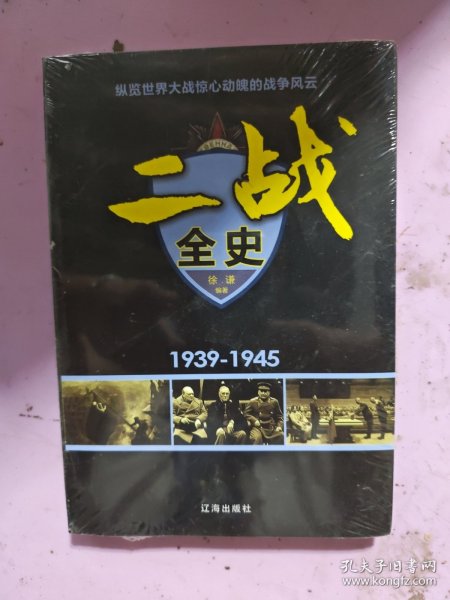 纵览世界大战惊心动魄的战争风云
二战
全史
徐 谦
编著
1939-1945
辽海出版社
孔夫子旧书网
www.kongfz.com